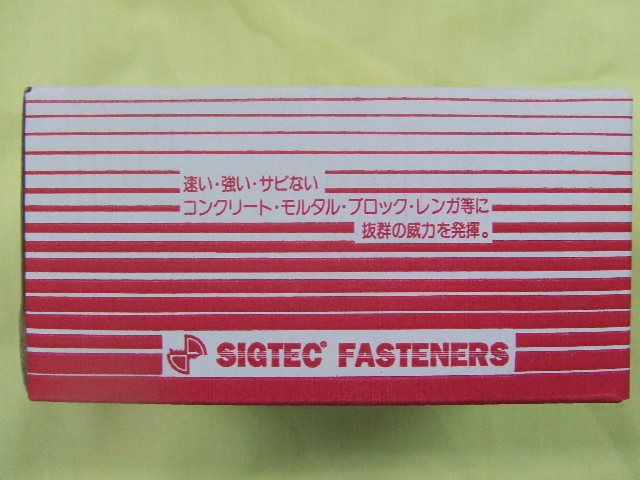 速い・強い・サビない
コンクリート・モルタル・ブロック・レンガ等に
抜群の威力を発揮。
SIGTEC® FASTENERS